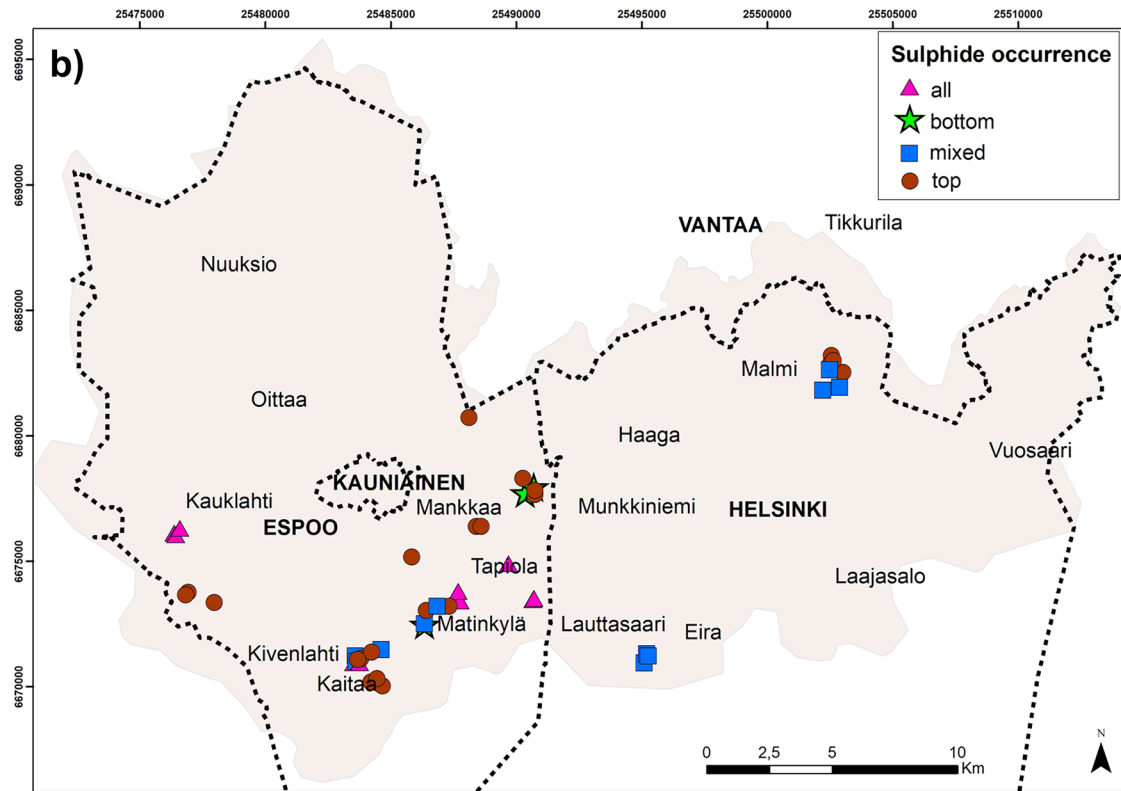 25475000 25480000 25485000 25490000 25495000 25500000 25505000 25510000
6695000
6690000
6685000
6680000
6675000
6670000
b)
Sulphide occurrence
all
bottom
mixed
top
VANTAA
Tikkurila
Nuuksio
Malmi
Oittaa
Haaga
Vuosaari
KAUNIAINEN
Kauklahti
Mankkaa
Munkkiniemi
HELSINKI
ESPOO
Tapiola
Laajasalo
Matinkylä
Lauttasaari
Eira
Kivenlahti
Kaitaa
N
0 2,5 5 10
Km